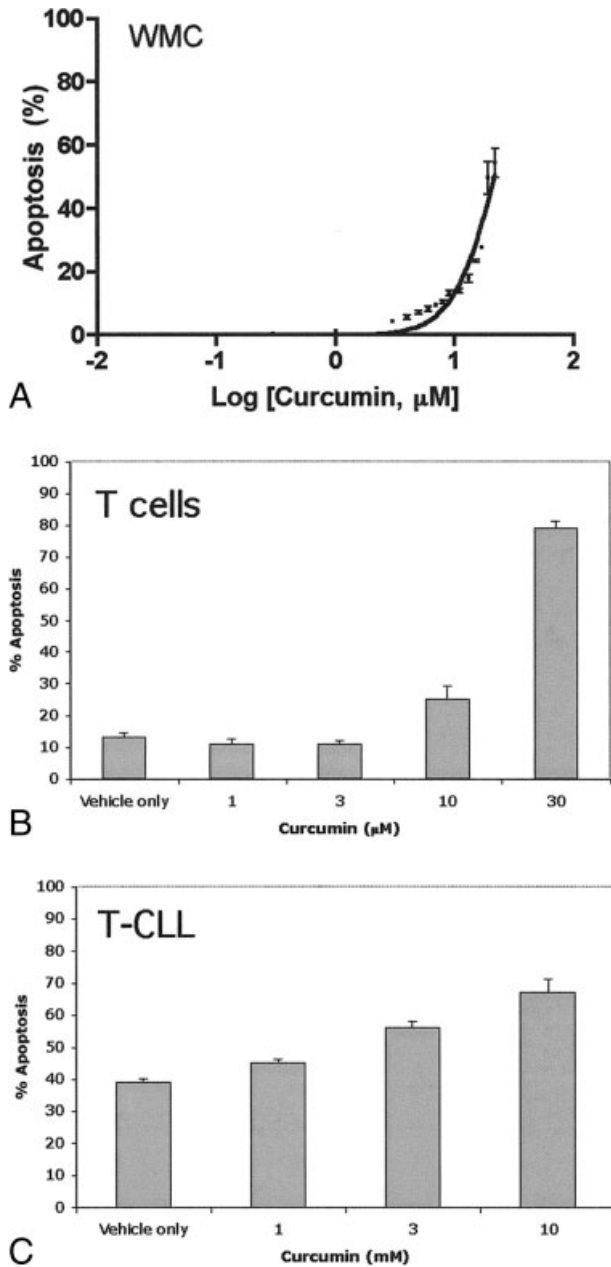 WMC
100
80
60
40
20
0
Apoptosis (%)
-2 -1 0 1 2
Log [Curcumin, μM]
A
T cells
100
90
80
70
60
50
40
30
20
10
0
% Apoptosis
Vehicle only 1 3 10 30
Curcumin (μM)
B
T-CLL
100
90
80
70
60
50
40
30
20
10
0
% Apoptosis
Vehicle only 1 3 10
Curcumin (mM)
C